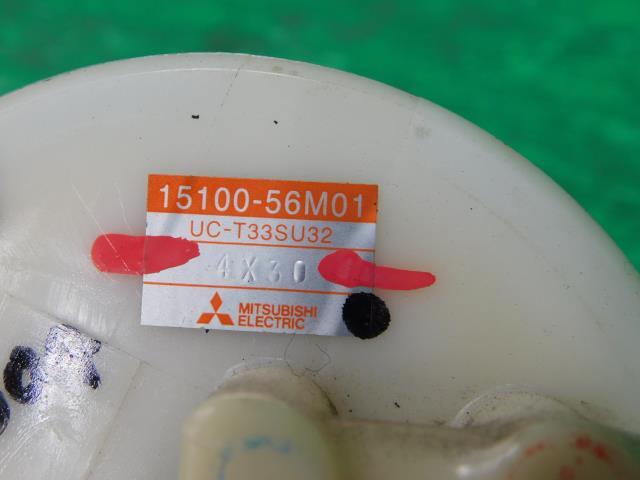 15100-56M01
UC-T33SU32
4X30
MITSUBISHI
ELECTRIC